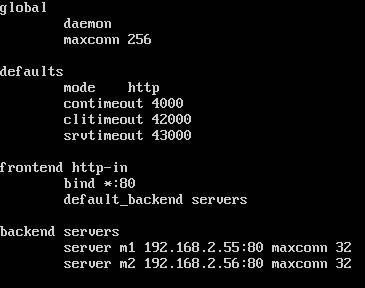 global
        daemon
        maxconn 256

defaults
        mode    http
        contimeout 4000
        clitimeout 42000
        srvtimeout 43000

frontend http-in
        bind *:80
        default_backend servers

backend servers
        server m1 192.168.2.55:80 maxconn 32
        server m2 192.168.2.56:80 maxconn 32